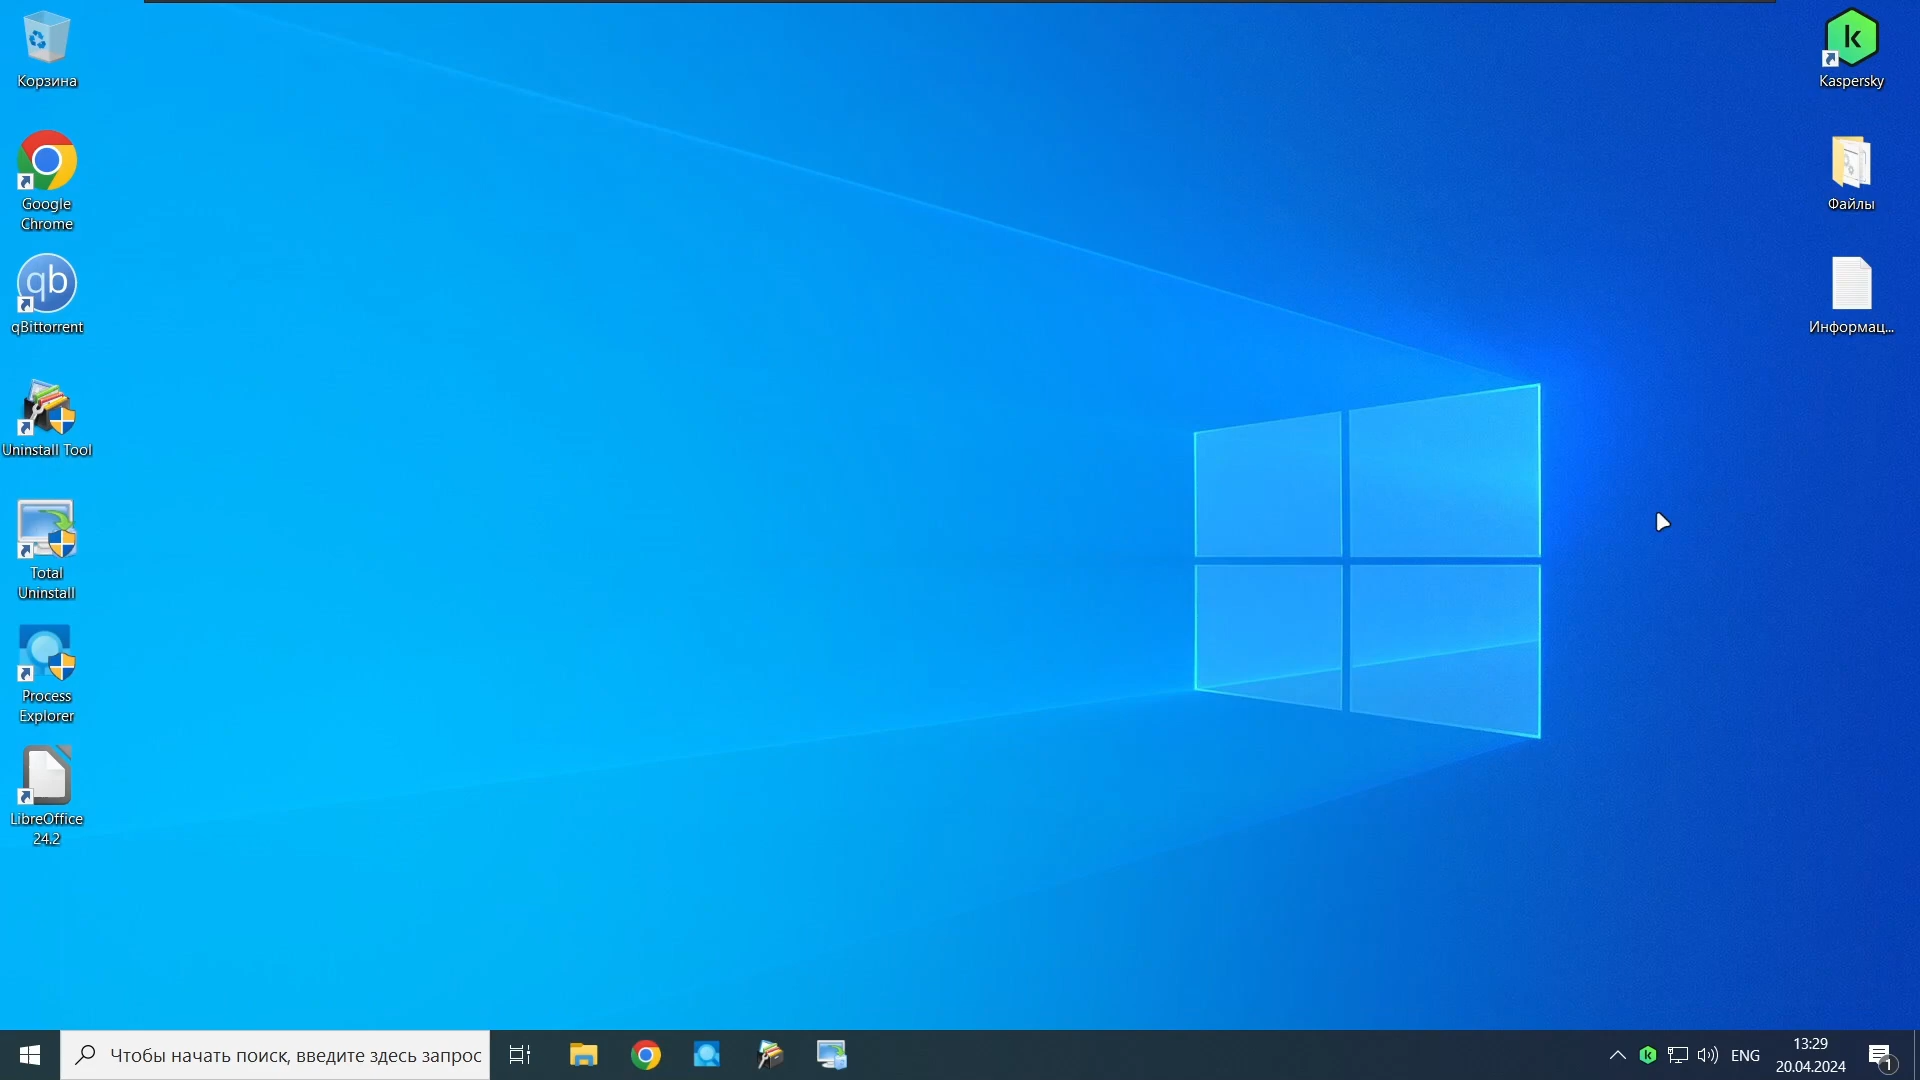 Корзина
Google
Chrome
qb
qBittorrent
Uninstall Tool
Total
Uninstall
Process
Explorer
LibreOffice
24.2
k
Kaspersky
Файлы
Информац...
Чтобы начать поиск, введите здесь запрос
k
ENG
13:29
20.04.2024
1